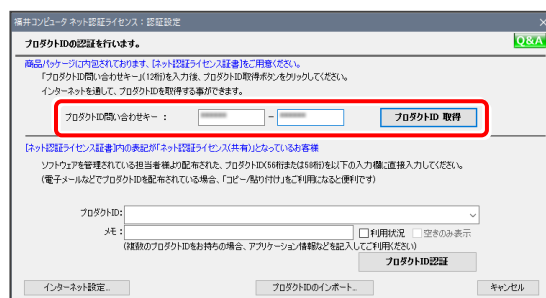 福井コンピュータ ネット認証ライセンス：認証設定
プロダクトIDの認証を行います。
Q&A
商品パッケージに内包されております、[ネット認証ライセンス証書]をご用意ください。
「プロダクトID問い合わせキー」(12桁)を入力後、プロダクトID取得ボタンをクリックしてください。
インターネットを通して、プロダクトIDを取得する事ができます。
プロダクトID問い合わせキー ：
－
プロダクトID 取得
[ネット認証ライセンス証書]内の表記が「ネット認証ライセンス(共有)」となっているお客様
ソフトウェアを管理されている担当者様より配布された、プロダクトID(56桁または58桁)を以下の入力欄に直接入力してください。
(電子メールなどでプロダクトIDを配布されている場合、「コピー/貼り付け」をご利用になると便利です)
プロダクトID:
メモ：
利用状況
空きのみ表示
(複数のプロダクトIDをお持ちの場合、アプリケーション情報などを記入してご利用ください)
プロダクトID認証
インターネット設定...
プロダクトIDのインポート...
キャンセル